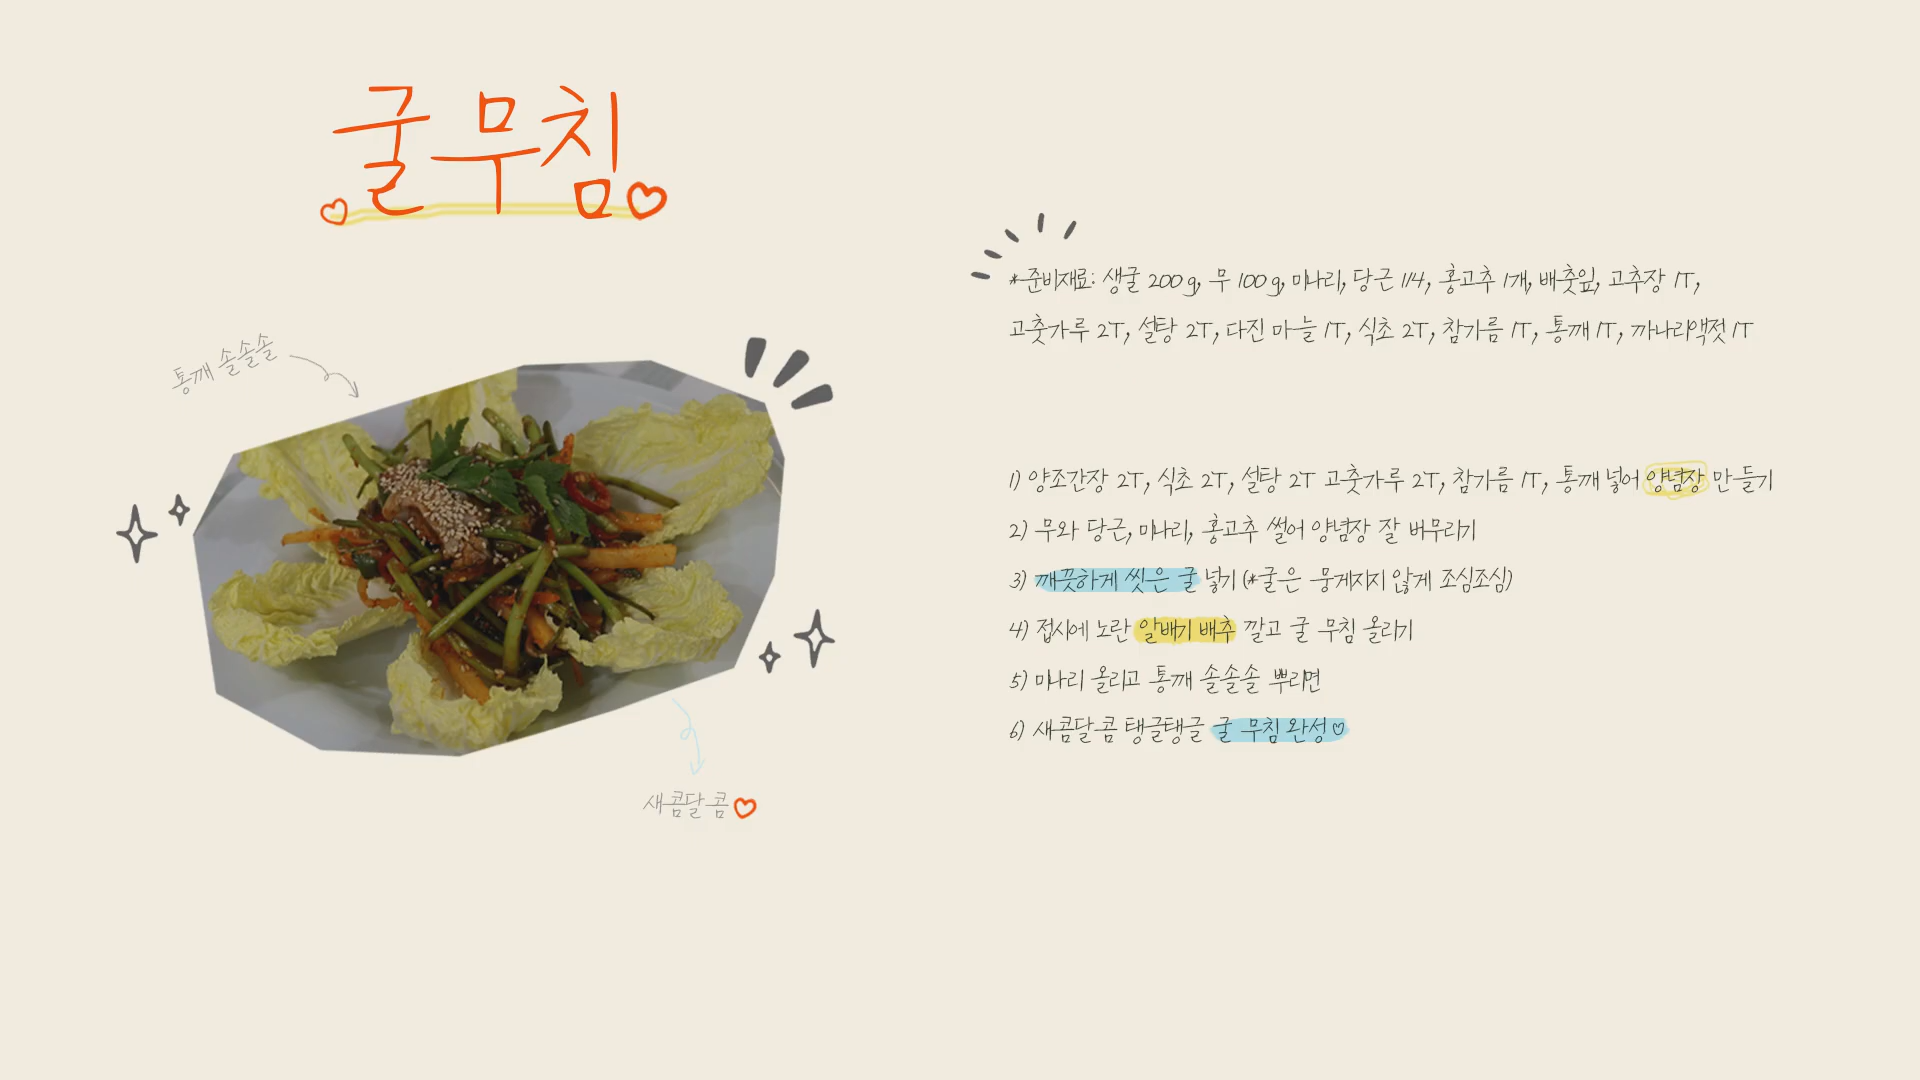 굴무침
*준비재료: 생굴 200g, 무 100g, 미나리, 당근 1/4, 홍고추 1개, 배춧잎, 고추장 1T,
고춧가루 2T, 설탕 2T, 다진 마늘 1T, 식초 2T, 참기름 1T, 통깨 1T, 까나리액젓 1T
통깨 솔솔솔
1) 양조간장 2T, 식초 2T, 설탕 2T 고춧가루 2T, 참기름 1T, 통깨 넣어 양념장 만들기
2) 무와 당근, 미나리, 홍고추 썰어 양념장 잘 버무리기
3) 깨끗하게 씻은 굴 넣기 (*굴은 뭉게지지 않게 조심조심)
4) 접시에 노란 알배기 배추 깔고 굴 무침 올리기
5) 미나리 올리고 통깨 솔솔솔 뿌리면
6) 새콤달콤 탱글탱글 굴 무침 완성♡
새콤달콤